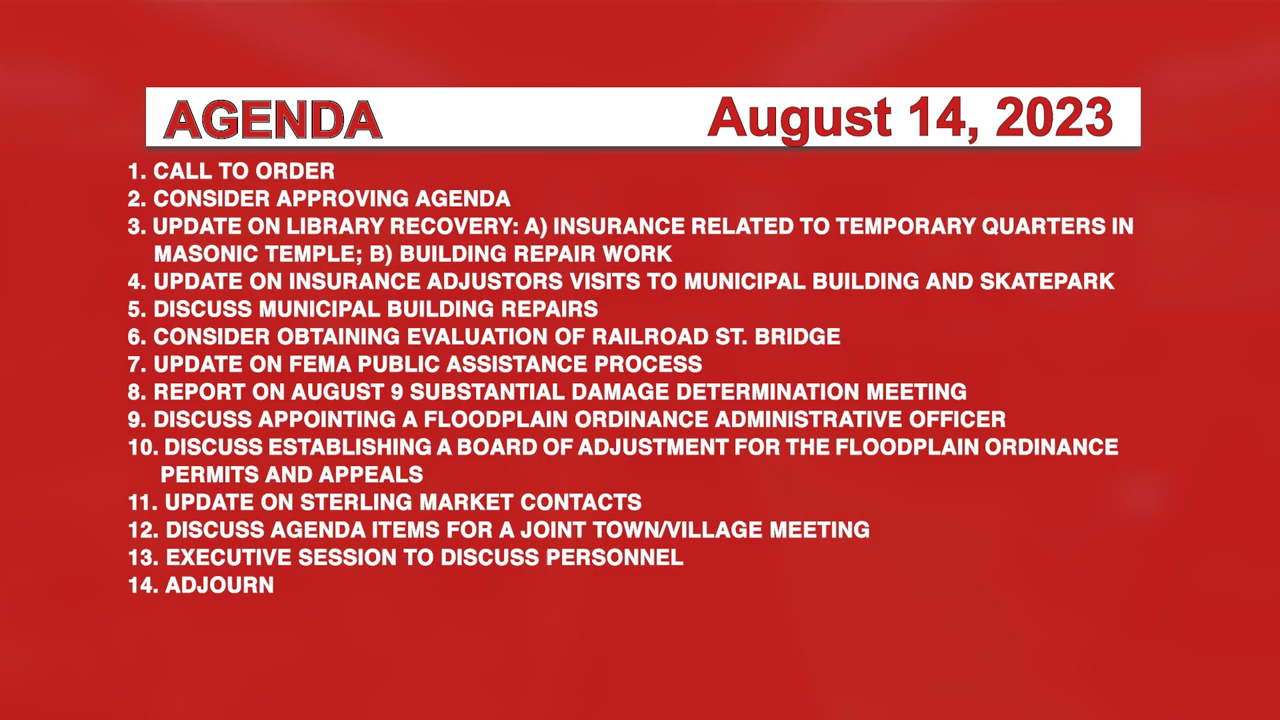 AGENDA August 14, 2023
1. CALL TO ORDER
2. CONSIDER APPROVING AGENDA
3. UPDATE ON LIBRARY RECOVERY: A) INSURANCE RELATED TO TEMPORARY QUARTERS IN
MASONIC TEMPLE; B) BUILDING REPAIR WORK
4. UPDATE ON INSURANCE ADJUSTORS VISITS TO MUNICIPAL BUILDING AND SKATEPARK
5. DISCUSS MUNICIPAL BUILDING REPAIRS
6. CONSIDER OBTAINING EVALUATION OF RAILROAD ST. BRIDGE
7. UPDATE ON FEMA PUBLIC ASSISTANCE PROCESS
8. REPORT ON AUGUST 9 SUBSTANTIAL DAMAGE DETERMINATION MEETING
9. DISCUSS APPOINTING A FLOODPLAIN ORDINANCE ADMINISTRATIVE OFFICER
10. DISCUSS ESTABLISHING A BOARD OF ADJUSTMENT FOR THE FLOODPLAIN ORDINANCE
PERMITS AND APPEALS
11. UPDATE ON STERLING MARKET CONTACTS
12. DISCUSS AGENDA ITEMS FOR A JOINT TOWN/VILLAGE MEETING
13. EXECUTIVE SESSION TO DISCUSS PERSONNEL
14. ADJOURN